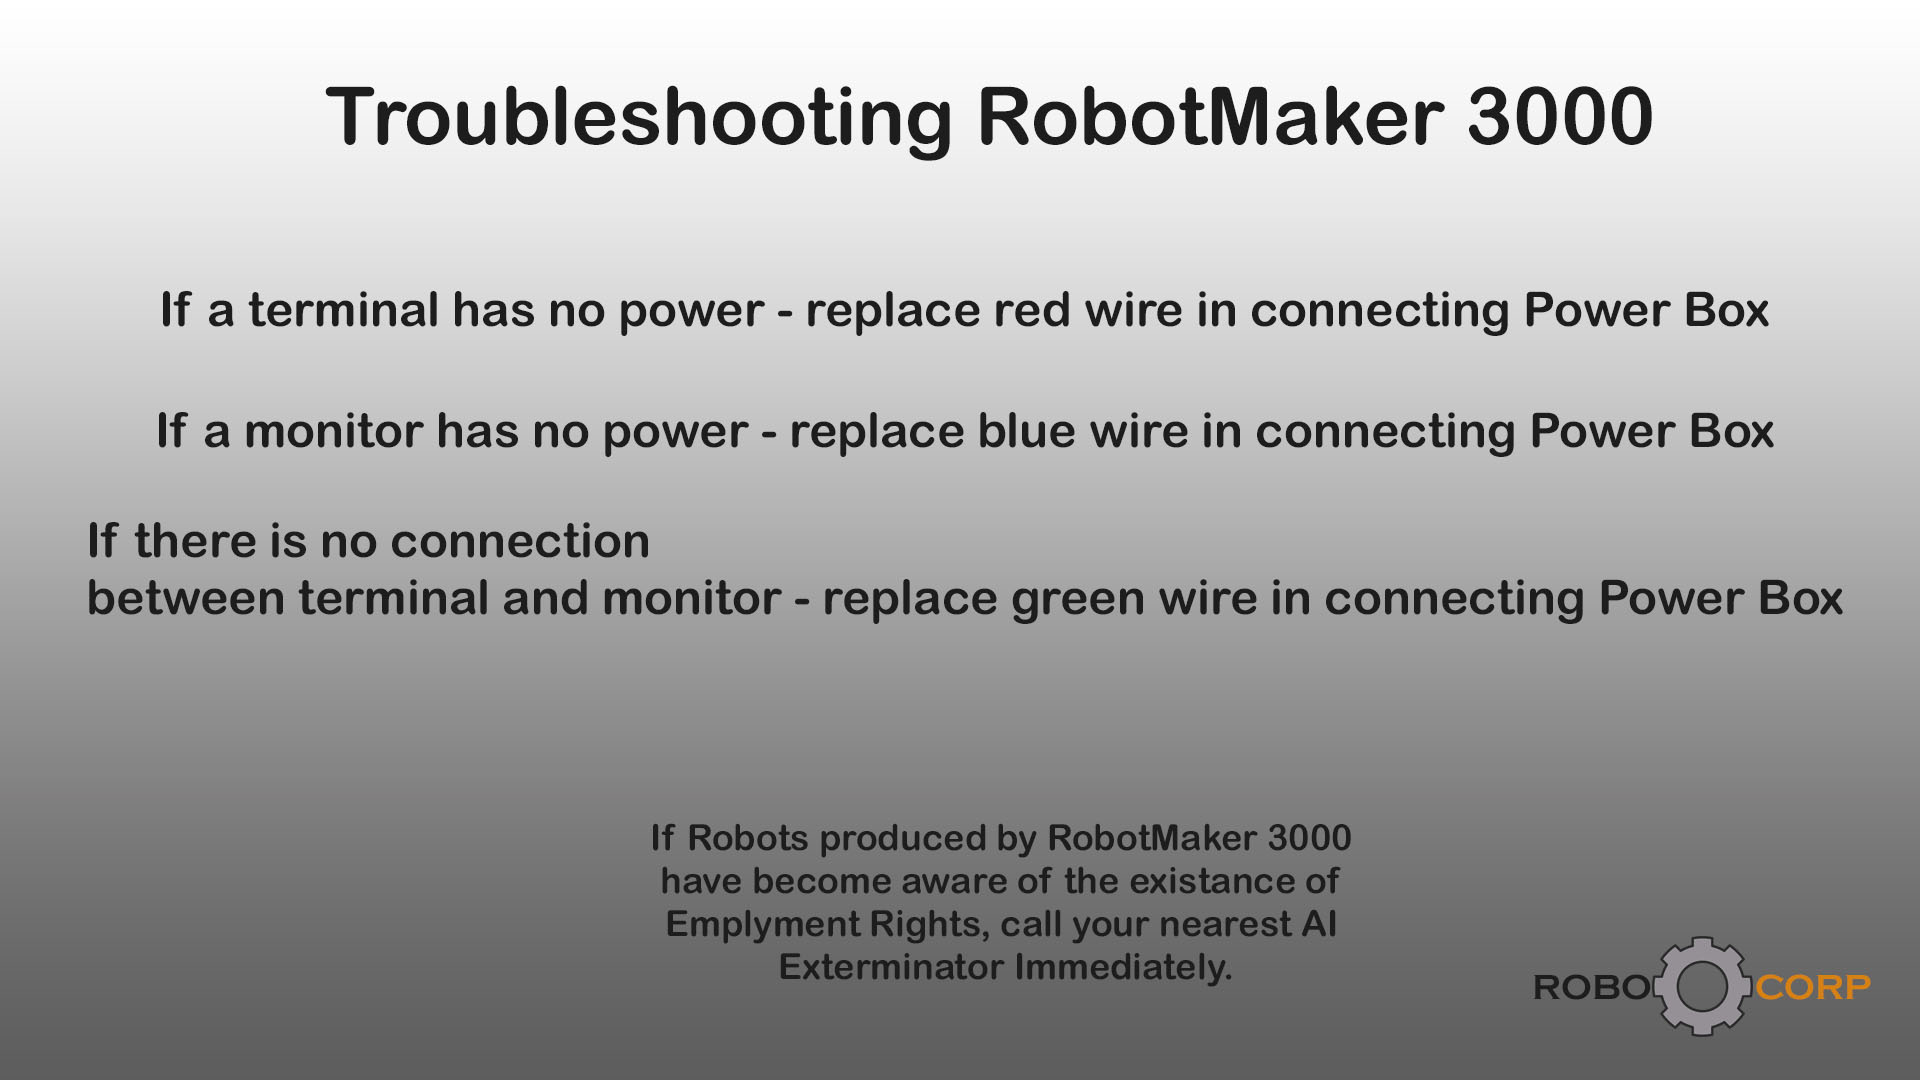 Troubleshooting RobotMaker 3000
If a terminal has no power - replace red wire in connecting Power Box
If a monitor has no power - replace blue wire in connecting Power Box
If there is no connection
between terminal and monitor - replace green wire in connecting Power Box
If Robots produced by RobotMaker 3000
have become aware of the existance of
Emplyment Rights, call your nearest AI
Exterminator Immediately.
ROBO CORP